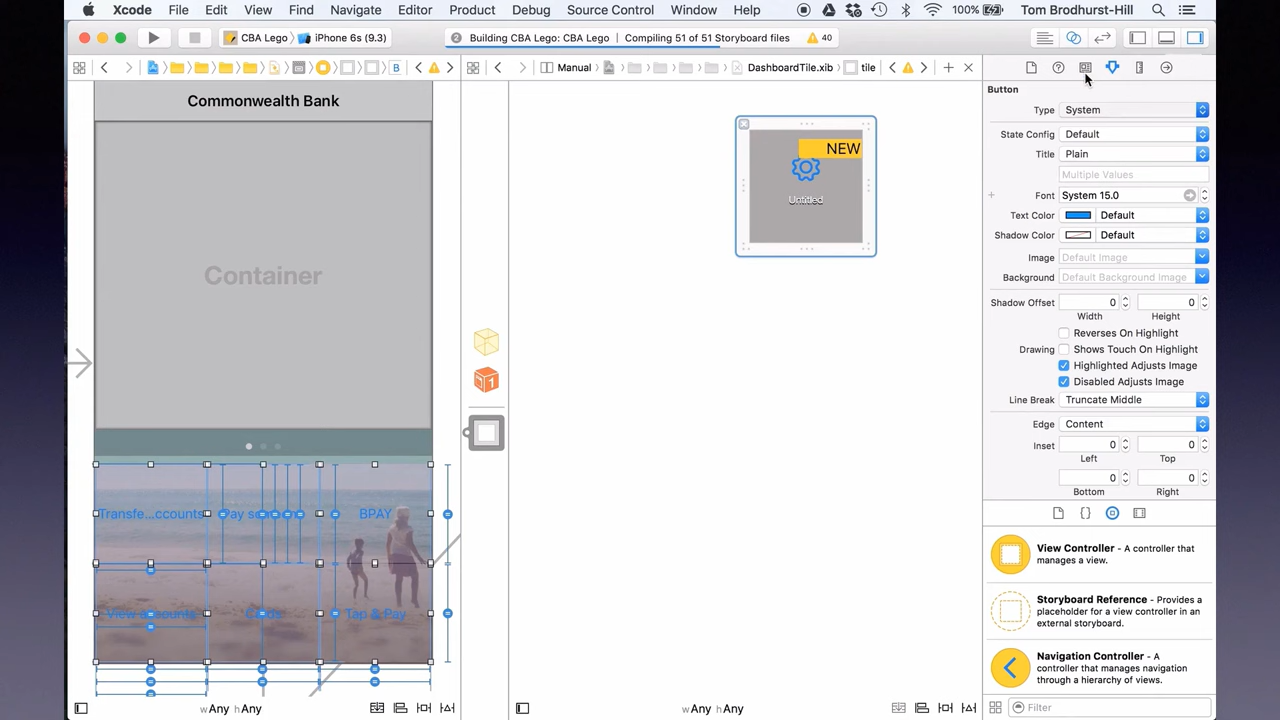 Xcode File Edit View Find Navigate Editor Product Debug Source Control Window Help 100% Tom Brodhurst-Hill
CBA Lego iPhone 6s (9.3) 2 Building CBA Lego: CBA Lego Compiling 51 of 51 Storyboard files 40
B Manual DashboardTile.xib tile
Commonwealth Bank
Container
Transfe...ccounts
BPAY
Tap & Pay
wAny hAny
NEW
Untitled
1
wAny hAny
Button
Type System
State Config Default
Title Plain
Multiple Values
Font System 15.0
Text Color Default
Shadow Color Default
Image Default Image
Background Default Background Image
Shadow Offset 0 0
Width Height
Reverses On Highlight
Drawing Shows Touch On Highlight
Highlighted Adjusts Image
Disabled Adjusts Image
Line Break Truncate Middle
Edge Content
Inset 0 0
Left Top
0 0
Bottom Right
View Controller - A controller that
manages a view.
Storyboard Reference - Provides a
placeholder for a view controller in an
external storyboard.
Navigation Controller - A
controller that manages navigation
through a hierarchy of views.
Filter